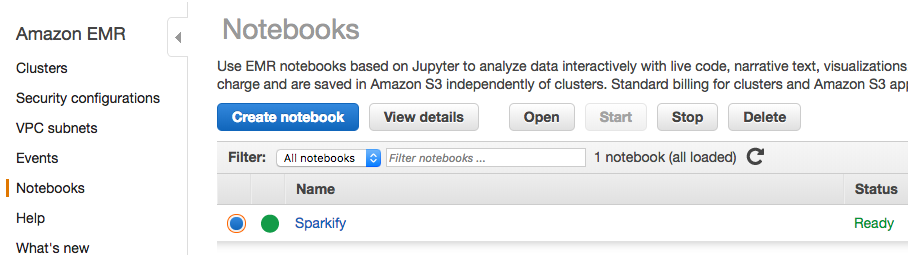 Amazon EMR
Clusters
Security configurations
VPC subnets
Events
Notebooks
Help
What's new
Notebooks
Use EMR notebooks based on Jupyter to analyze data interactively with live code, narrative text, visualizations
charge and are saved in Amazon S3 independently of clusters. Standard billing for clusters and Amazon S3 app
Create notebook View details Open Start Stop Delete
Filter: All notebooks Filter notebooks ... 1 notebook (all loaded)
Name Status
Sparkify Ready